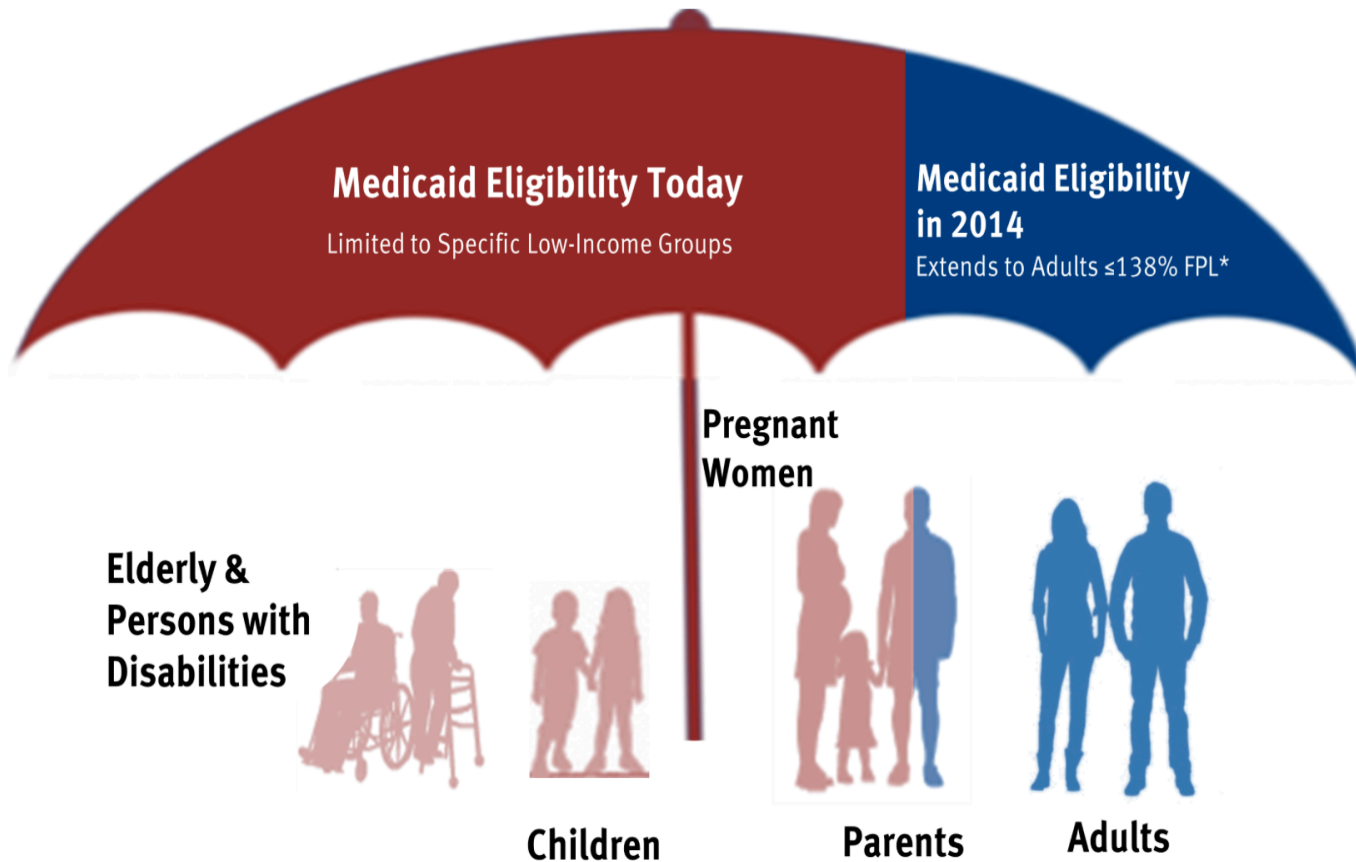 Medicaid Eligibility Today
Limited to Specific Low-Income Groups
Medicaid Eligibility
in 2014
Extends to Adults ≤138% FPL*
Pregnant
Women
Elderly &
Persons with
Disabilities
Children
Parents
Adults